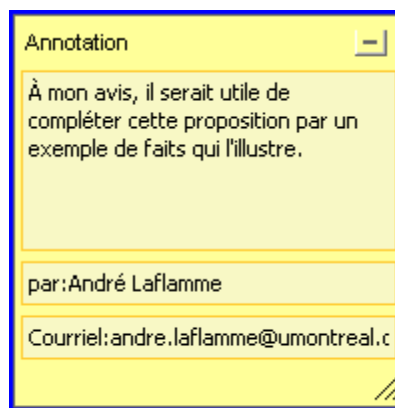 Annotation
À mon avis, il serait utile de
compléter cette proposition par un
exemple de faits qui l'illustre.
par:André Laflamme
Courriel:andre.laflamme@umontreal.c